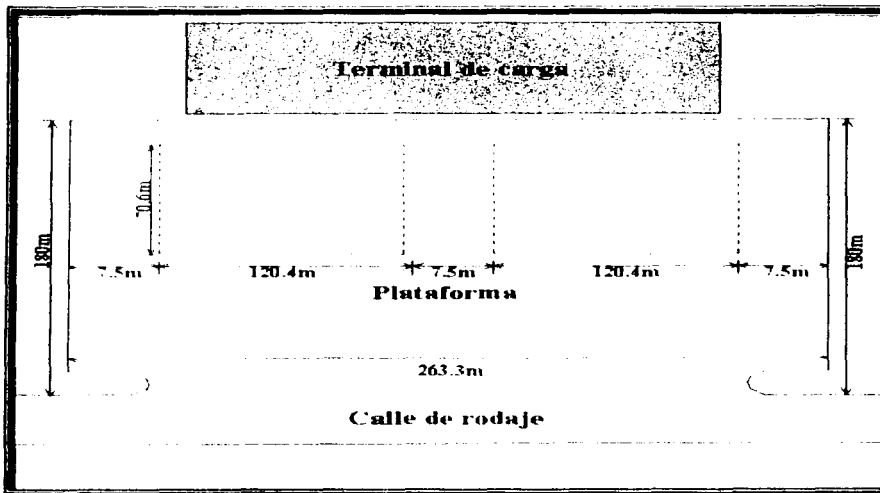 Terminal de carga
180m
70.6m
180m
7.5m 120.4m 7.5m 120.4m 7.5m
Plataforma
263.3m
Calle de rodaje